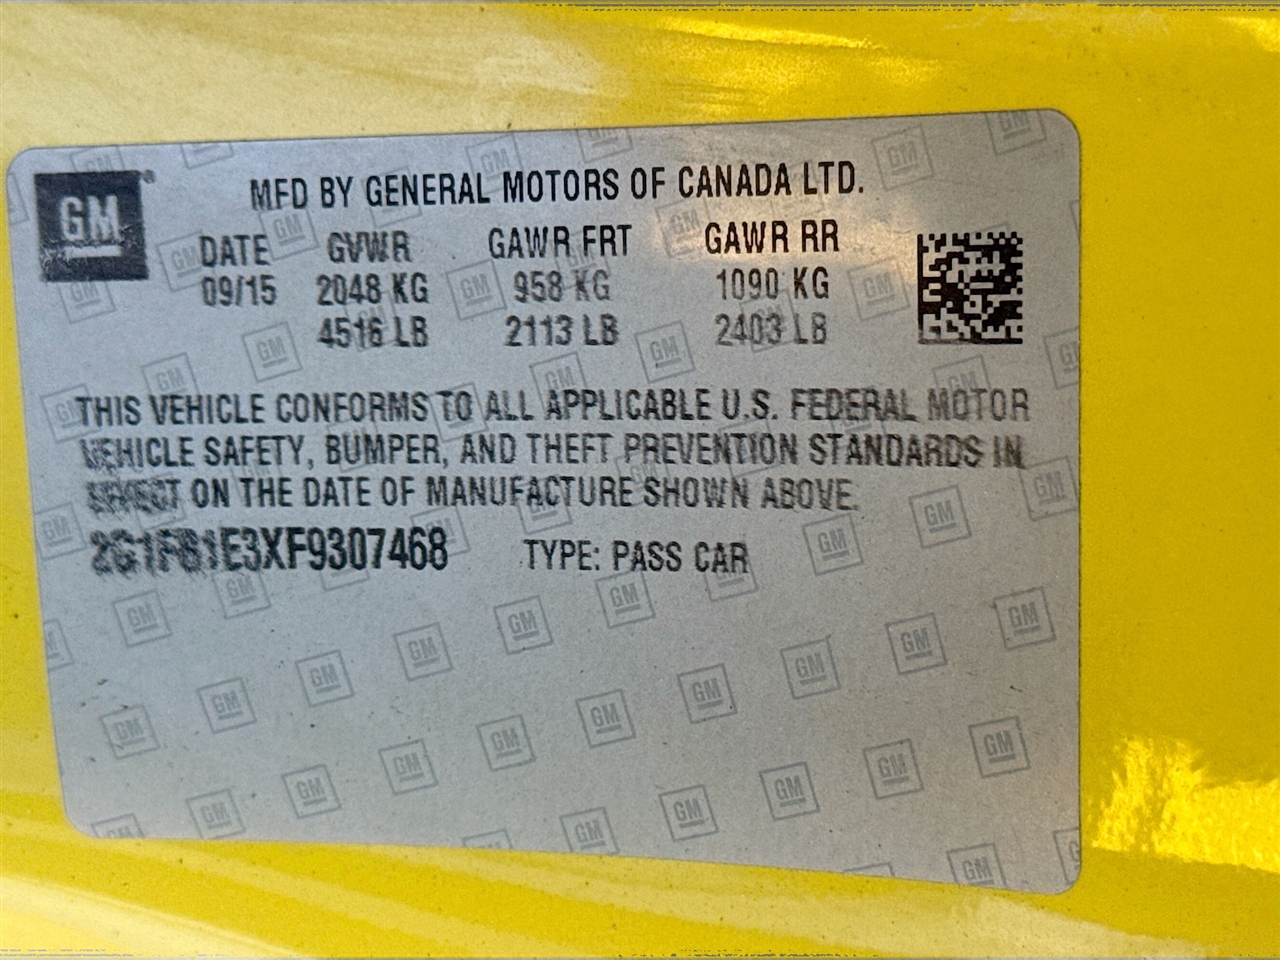 GM
MFD BY GENERAL MOTORS OF CANADA LTD.
DATE GVWR GAWR FRT GAWR RR
09/15 2048 KG 958 KG 1090 KG
4516 LB 2113 LB 2403 LB
THIS VEHICLE CONFORMS TO ALL APPLICABLE U.S. FEDERAL MOTOR
VEHICLE SAFETY, BUMPER, AND THEFT PREVENTION STANDARDS IN
EFFECT ON THE DATE OF MANUFACTURE SHOWN ABOVE.
2G1FB1E3XF9307468 TYPE: PASS CAR